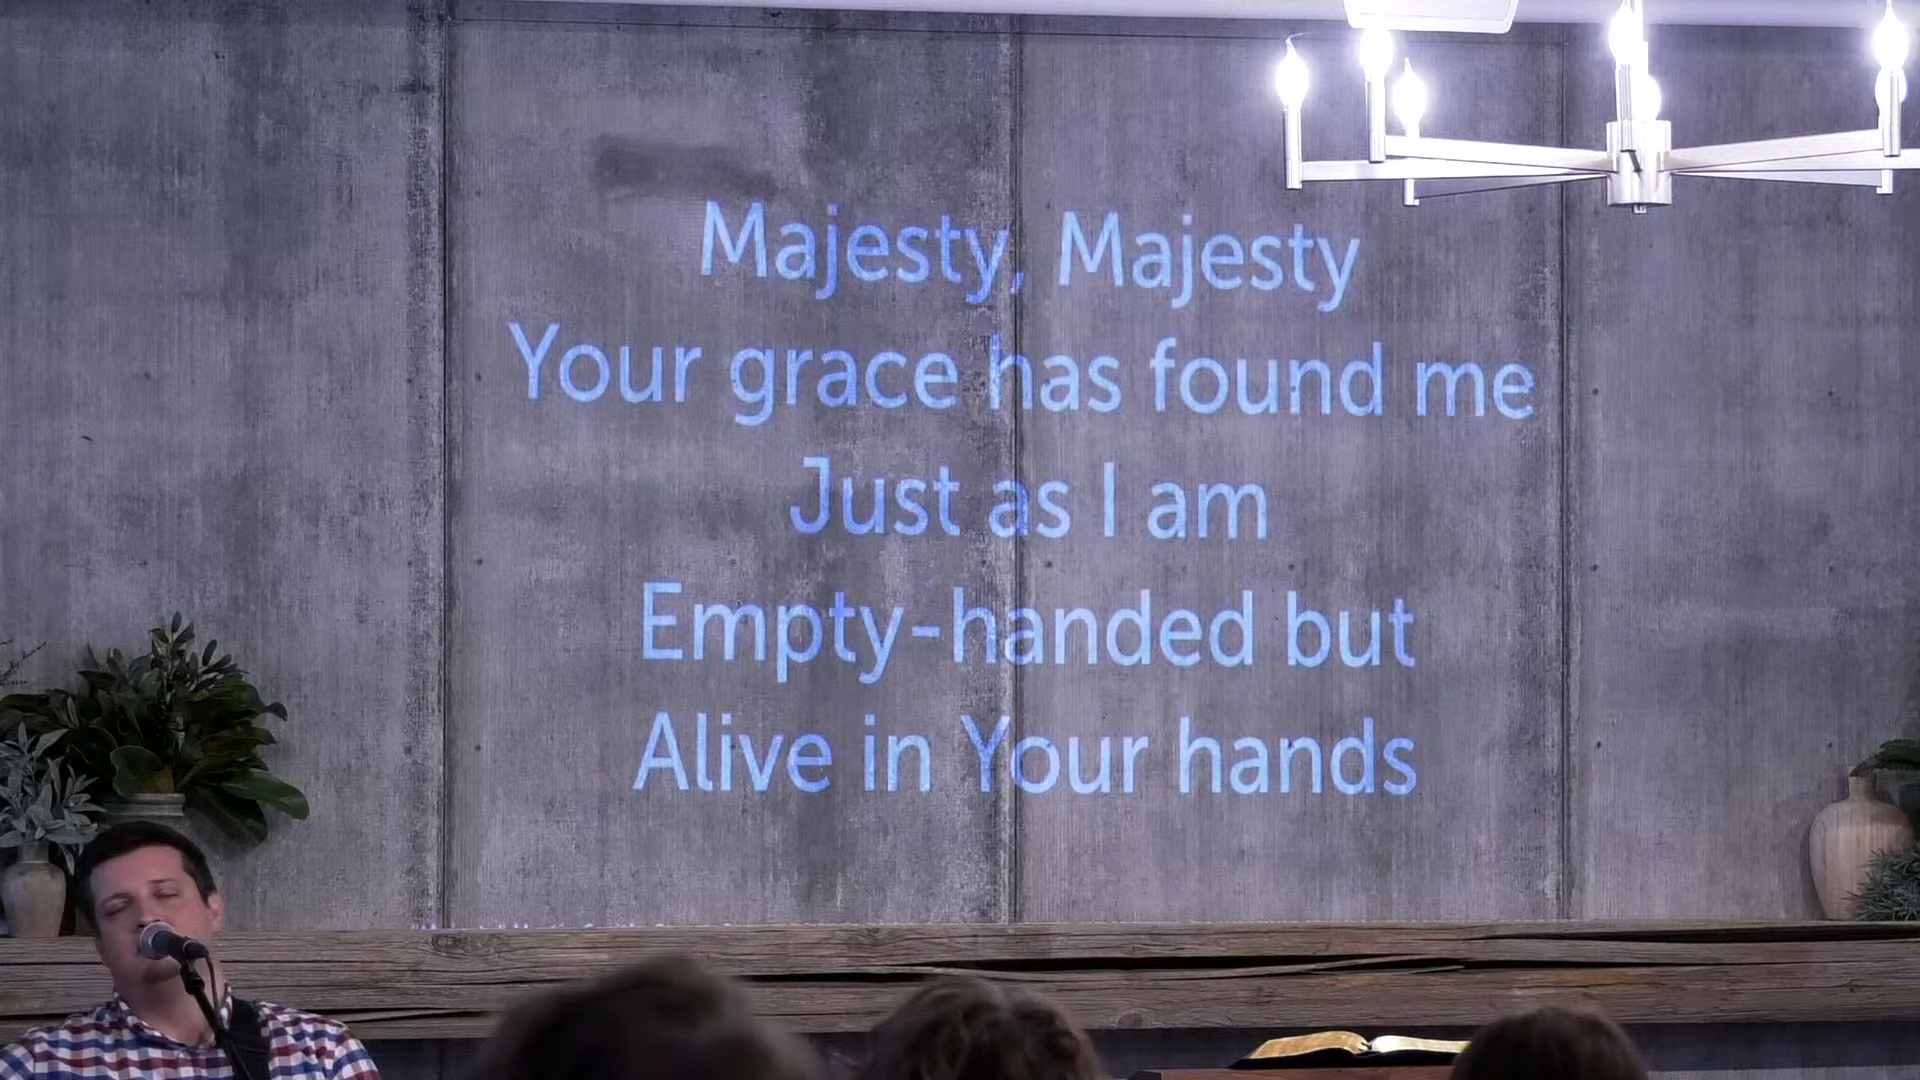 Majesty, Majesty
Your grace has found me
Just as I am
Empty-handed but
Alive in Your hands